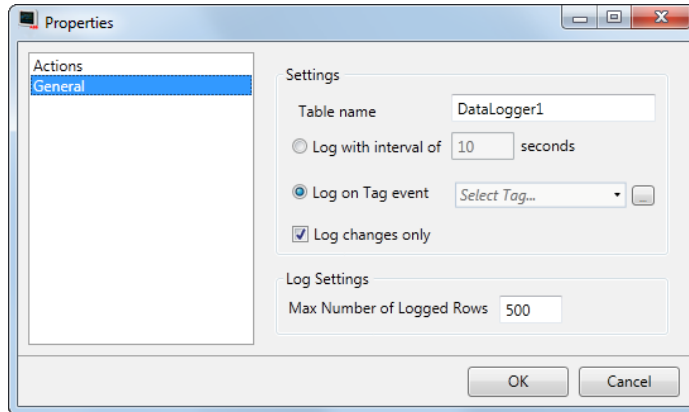 Properties
Actions
General
Settings
Table name DataLogger1
Log with interval of 10 seconds
Log on Tag event Select Tag... ...
Log changes only
Log Settings
Max Number of Logged Rows 500
OK Cancel